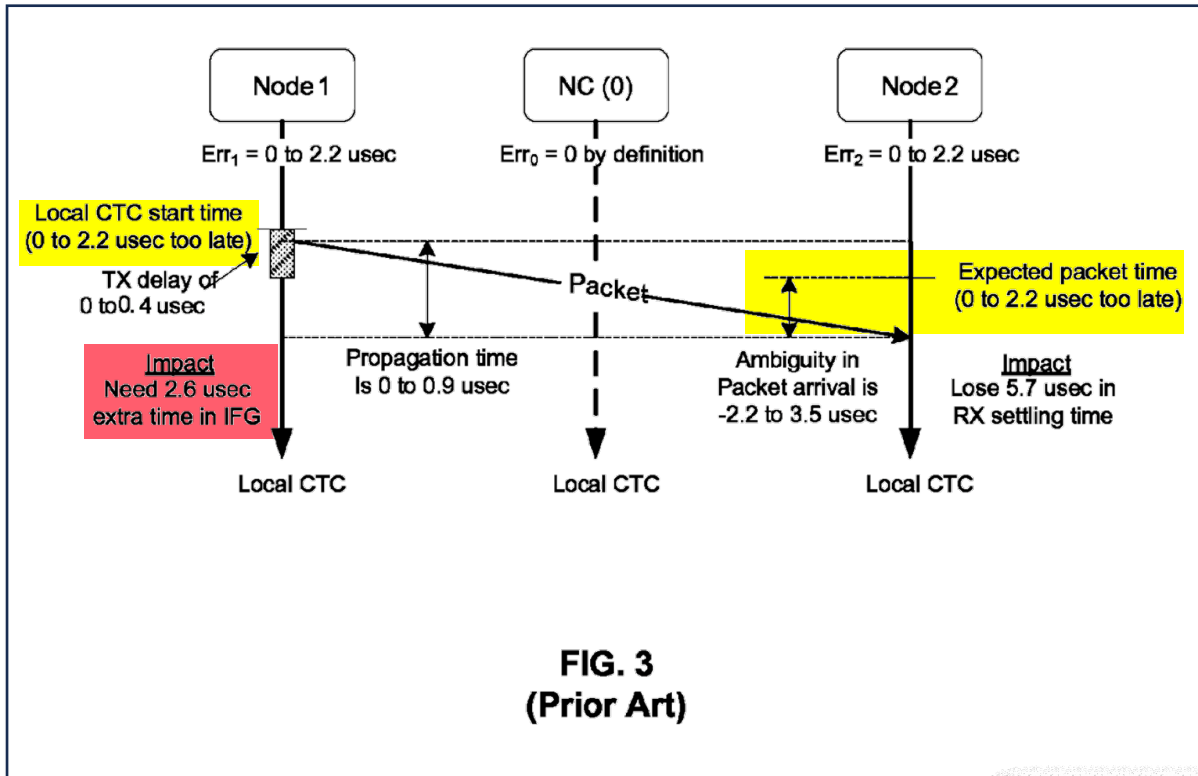 Node 1
NC (0)
Node 2
Err₁ = 0 to 2.2 usec
Err₀ = 0 by definition
Err₂ = 0 to 2.2 usec
Local CTC start time
(0 to 2.2 usec too late)
TX delay of
0 to 0.4 usec
Packet
Expected packet time
(0 to 2.2 usec too late)
Impact
Need 2.6 usec
extra time in IFG
Propagation time
Is 0 to 0.9 usec
Ambiguity in
Packet arrival is
-2.2 to 3.5 usec
Impact
Lose 5.7 usec in
RX settling time
Local CTC
Local CTC
Local CTC
FIG. 3
(Prior Art)